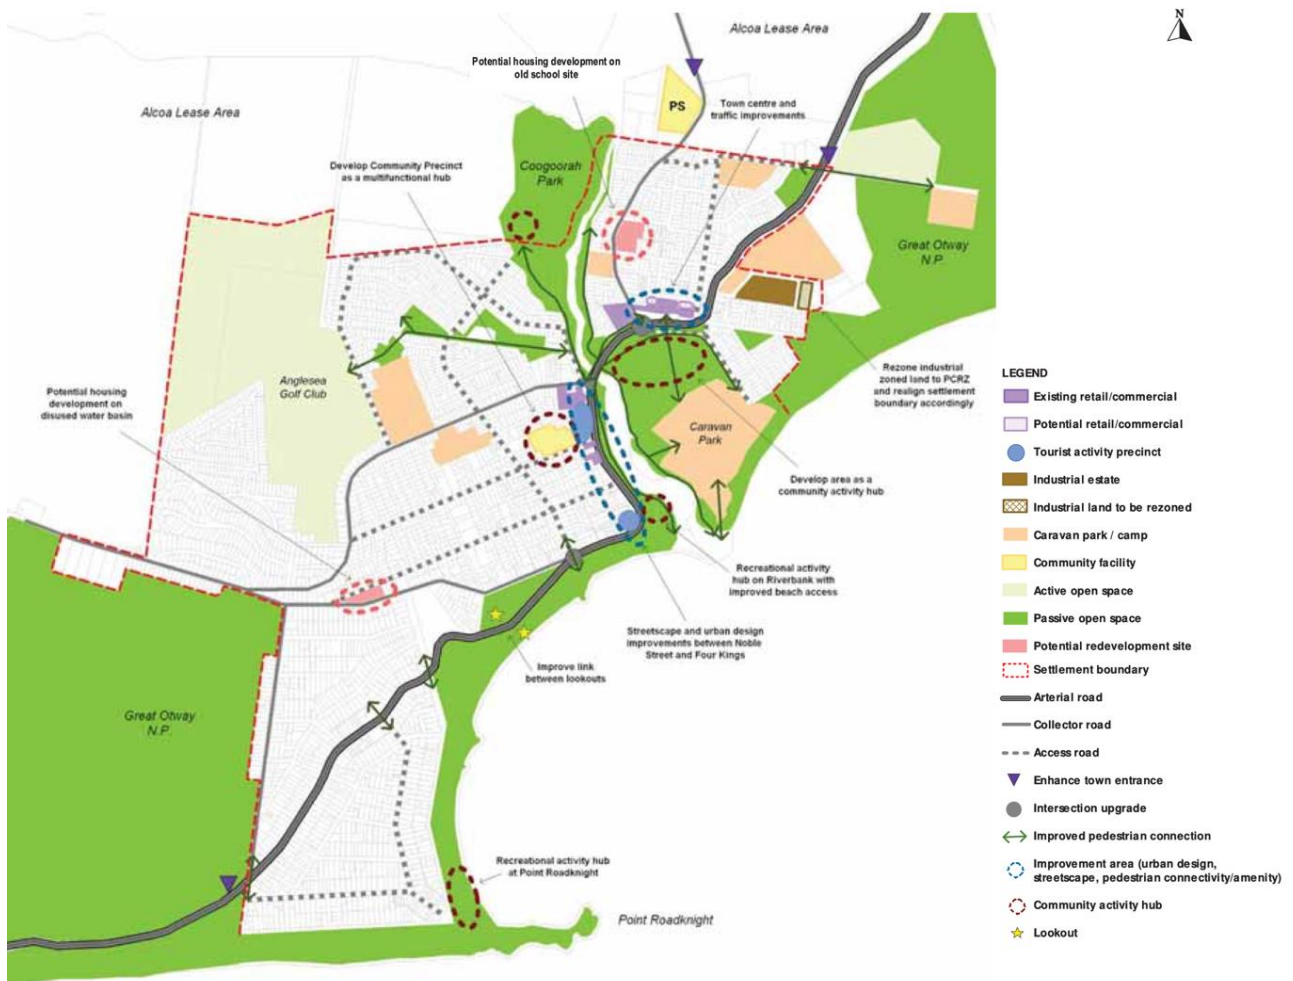 N
Alcoa Lease Area
Potential housing development on
old school site
PS
Town centre and
traffic improvements
Alcoa Lease Area
Develop Community Precinct
as a multifunctional hub
Coogoorah
Park
Great Otway
N.P.
Rezone industrial
zoned land to PCRZ
and realign settlement
boundary accordingly
Anglesea
Golf Club
Potential housing
development on
disused water basin
Caravan
Park
Develop area as a
community activity hub
Recreational activity
hub on Riverbank with
improved beach access
Streetscape and urban design
improvements between Noble
Street and Four Kings
Improve link
between lookouts
Great Otway
N.P.
Recreational activity hub
at Point Roadknight
Point Roadknight
LEGEND
Existing retail/commercial
Potential retail/commercial
Tourist activity precinct
Industrial estate
Industrial land to be rezoned
Caravan park / camp
Community facility
Active open space
Passive open space
Potential redevelopment site
Settlement boundary
Arterial road
Collector road
Access road
Enhance town entrance
Intersection upgrade
Improved pedestrian connection
Improvement area (urban design,
streetscape, pedestrian connectivity/amenity)
Community activity hub
Lookout